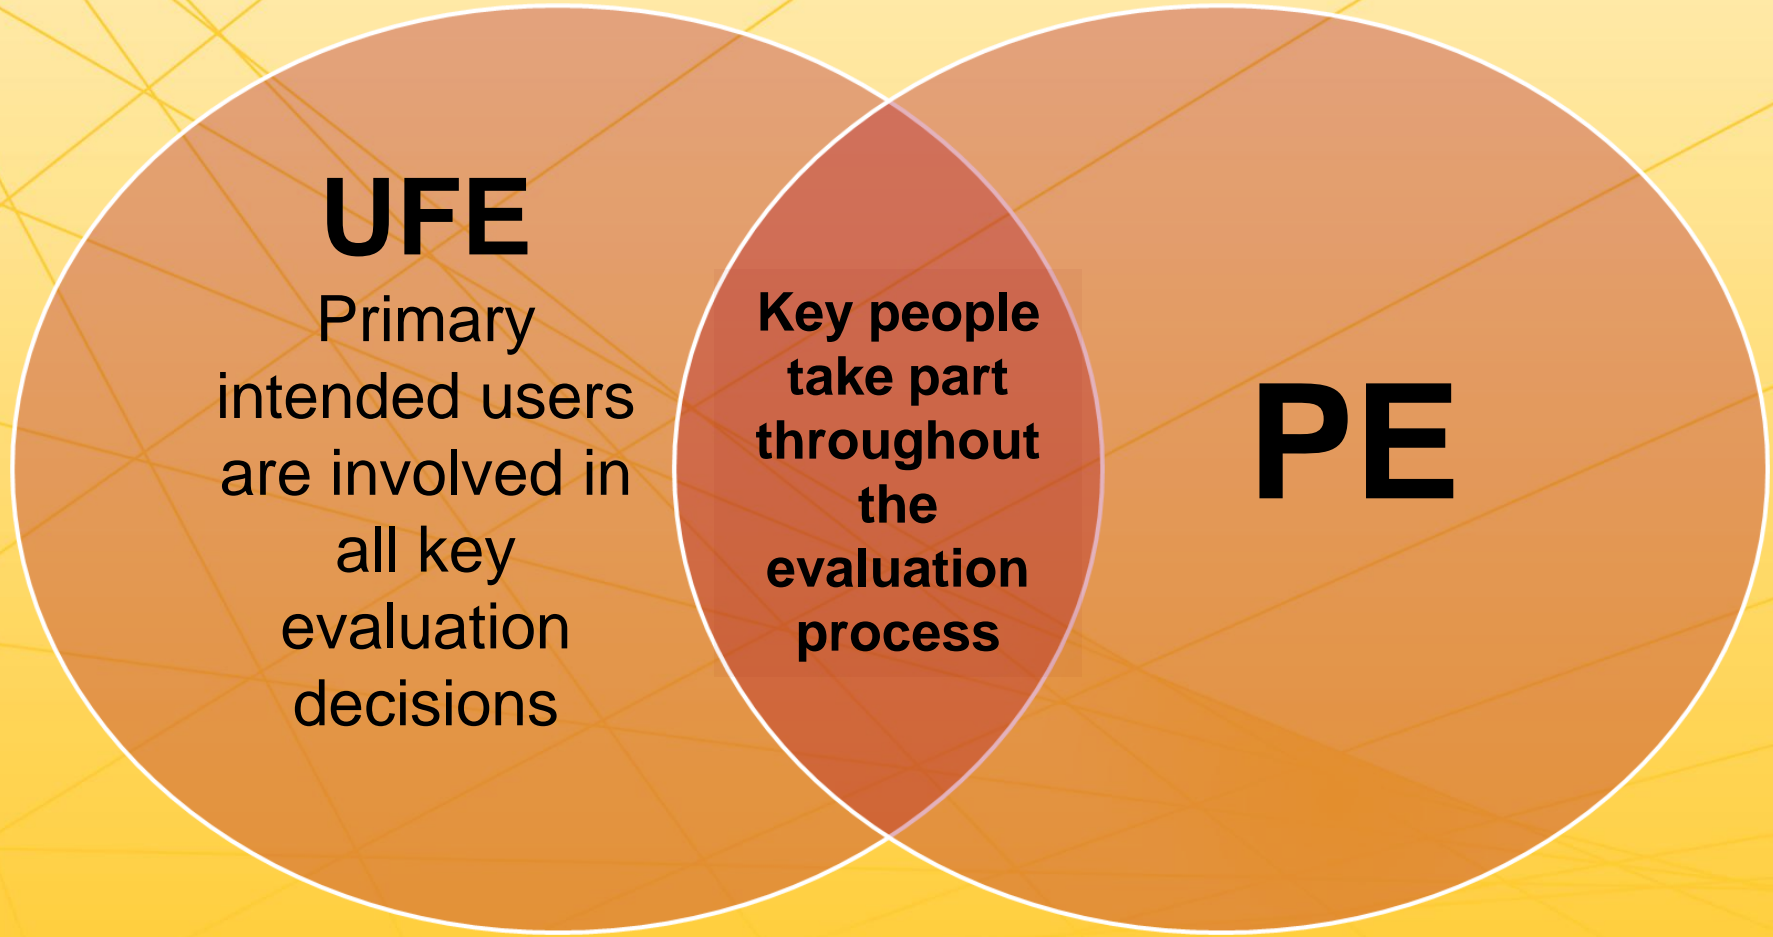 UFE
Primary
intended users
are involved in
all key
evaluation
decisions
Key people
take part
throughout
the
evaluation
process
PE